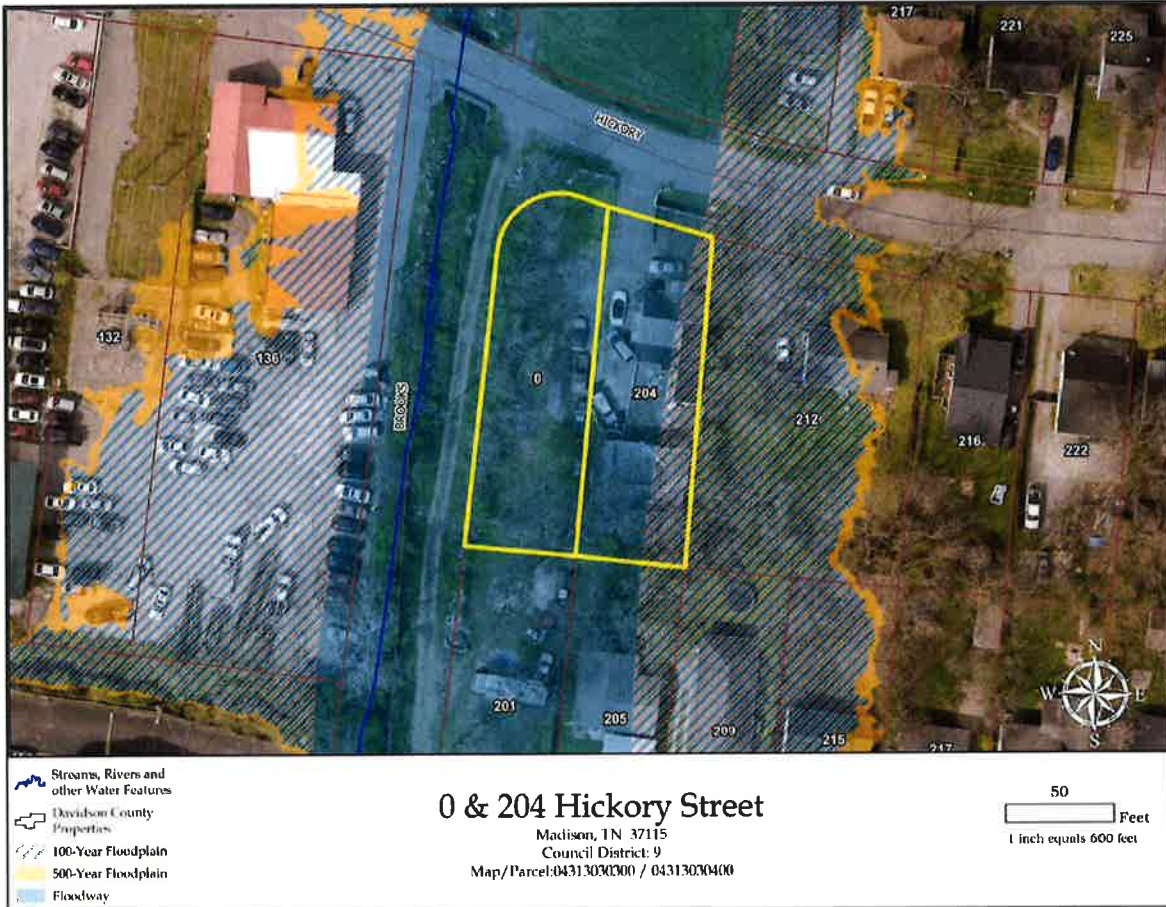 217
221
225
HICKORY
132
136
BROOKS
0
204
212
216
222
201
205
209
215
217
N
W E
S
Streams, Rivers and
other Water Features
Davidson County
Properties
100-Year Floodplain
500-Year Floodplain
Floodway
0 & 204 Hickory Street
Madison, TN 37115
Council District: 9
Map/Parcel:04313030300 / 04313030400
50
Feet
1 inch equals 600 feet